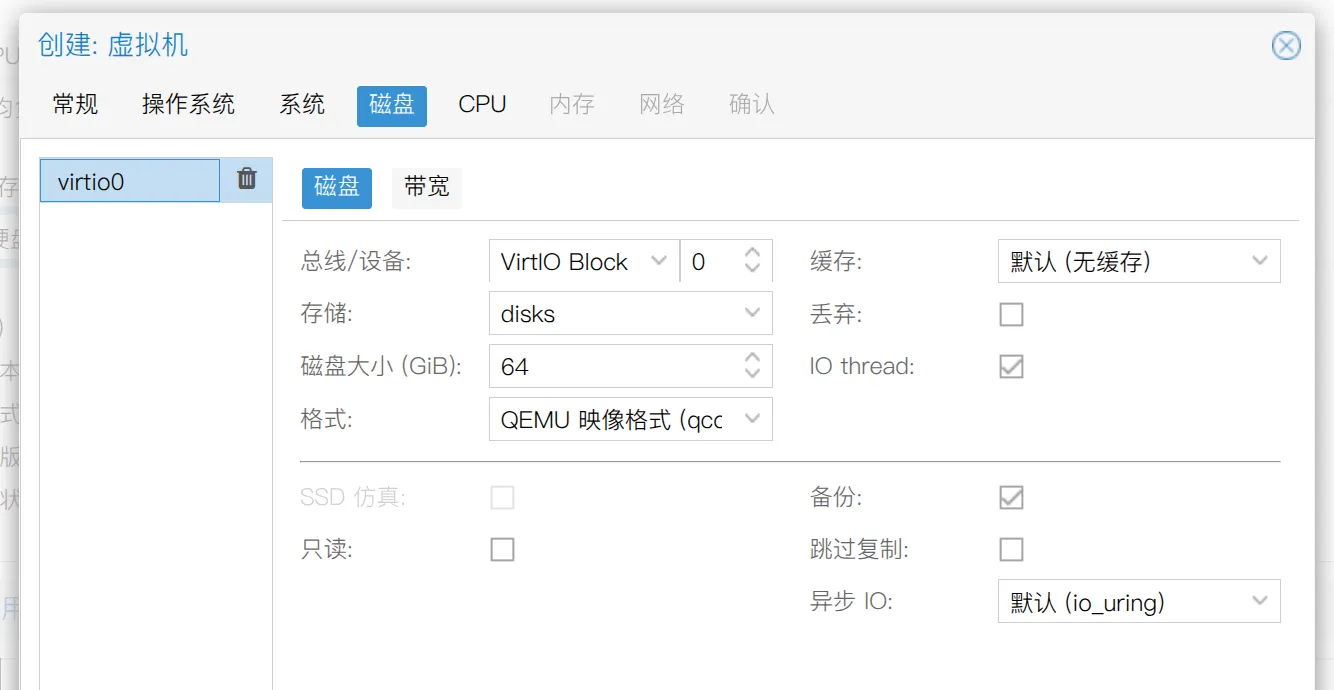 创建: 虚拟机
常规 操作系统 系统 磁盘 CPU 内存 网络 确认
virtio0
磁盘 带宽
总线/设备: VirtIO Block 0 缓存: 默认 (无缓存)
存储: disks 丢弃:
磁盘大小 (GiB): 64 IO thread:
格式: QEMU 映像格式 (qcc
SSD 仿真: 备份:
只读: 跳过复制:
异步 IO: 默认 (io_uring)